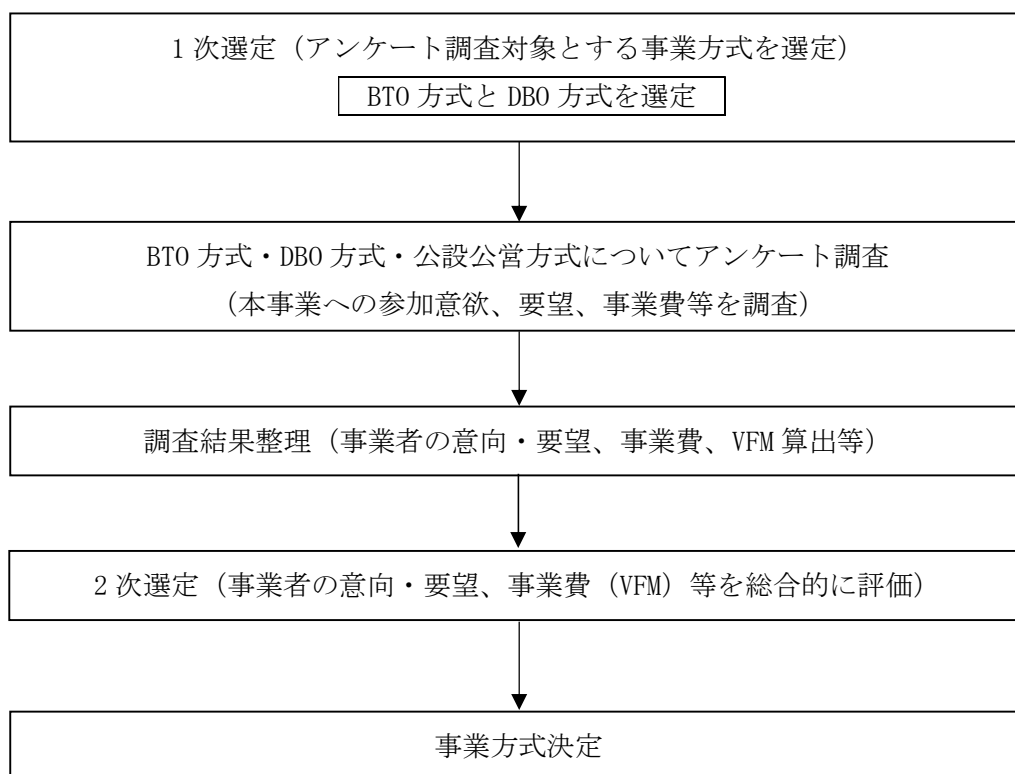 1次選定（アンケート調査対象とする事業方式を選定）
BTO方式とDBO方式を選定
BTO方式・DBO方式・公設公営方式についてアンケート調査
（本事業への参加意欲、要望、事業費等を調査）
調査結果整理（事業者の意向・要望、事業費、VFM算出等）
2次選定（事業者の意向・要望、事業費（VFM）等を総合的に評価）
事業方式決定